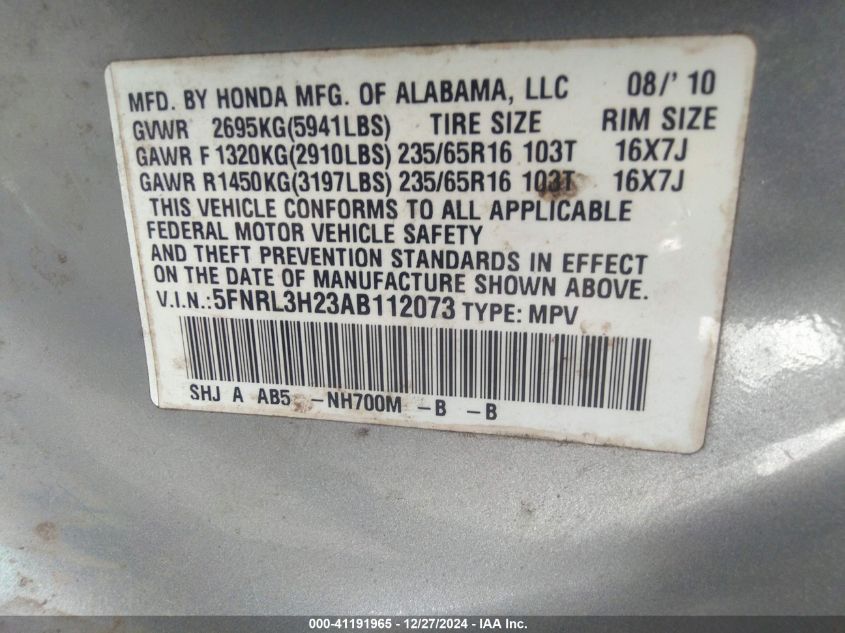 MFD. BY HONDA MFG. OF ALABAMA, LLC 08/' 10
GVWR 2695KG(5941LBS) TIRE SIZE RIM SIZE
GAWR F 1320KG(2910LBS) 235/65R16 103T 16X7J
GAWR R1450KG(3197LBS) 235/65R16 103T 16X7J
THIS VEHICLE CONFORMS TO ALL APPLICABLE
FEDERAL MOTOR VEHICLE SAFETY
AND THEFT PREVENTION STANDARDS IN EFFECT
ON THE DATE OF MANUFACTURE SHOWN ABOVE.
V.I.N.:5FNRL3H23AB112073 TYPE: MPV
SHJ A AB5 -NH700M -B -B
000-41191965 - 12/27/2024 - IAA Inc.